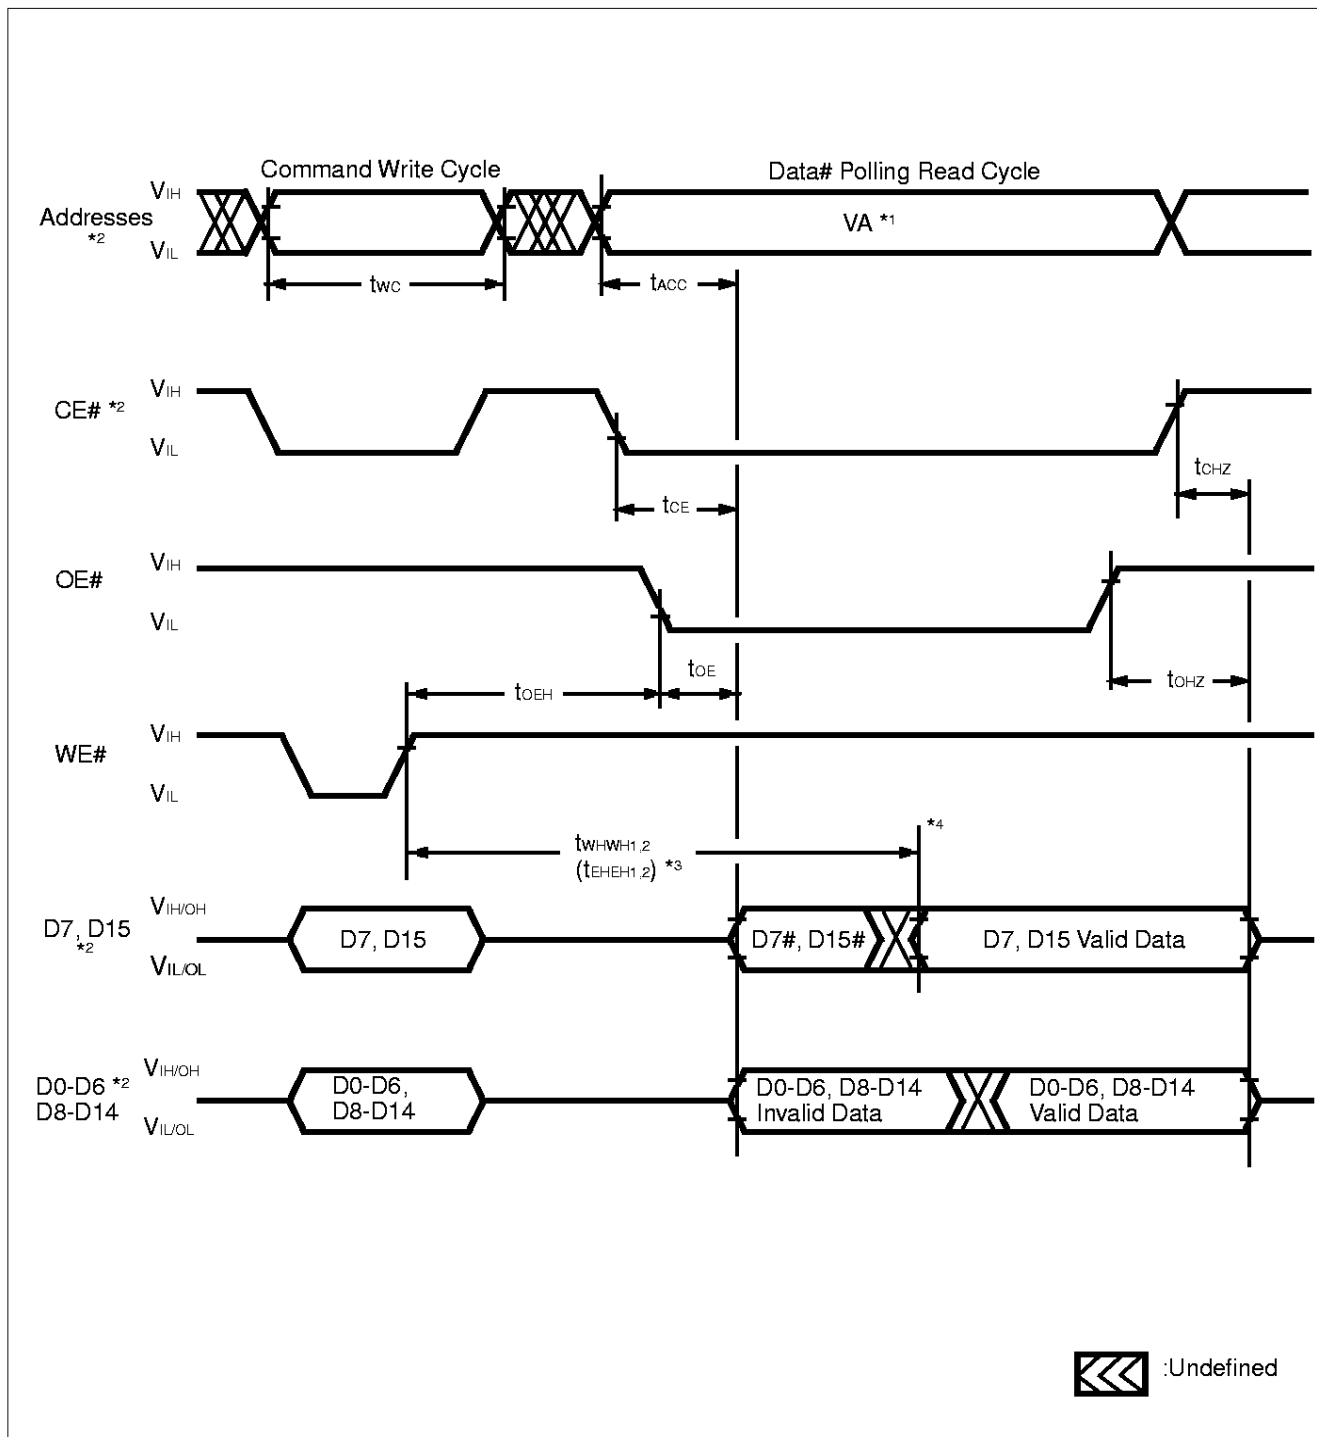 Command Write Cycle
Data# Polling Read Cycle
VIH
Addresses
*2
VIL
VA *1
tWC
tACC
VIH
CE# *2
VIL
tCHZ
tCE
VIH
OE#
VIL
tOEH
tOE
tOHZ
VIH
WE#
VIL
*4
tWHWH1,2
(tEHEH1,2) *3
VIH/OH
D7, D15
*2
VIL/OL
D7, D15
D7#, D15#
D7, D15 Valid Data
VIH/OH
D0-D6 *2
D8-D14
VIL/OL
D0-D6,
D8-D14
D0-D6, D8-D14
Invalid Data
D0-D6, D8-D14
Valid Data
:Undefined